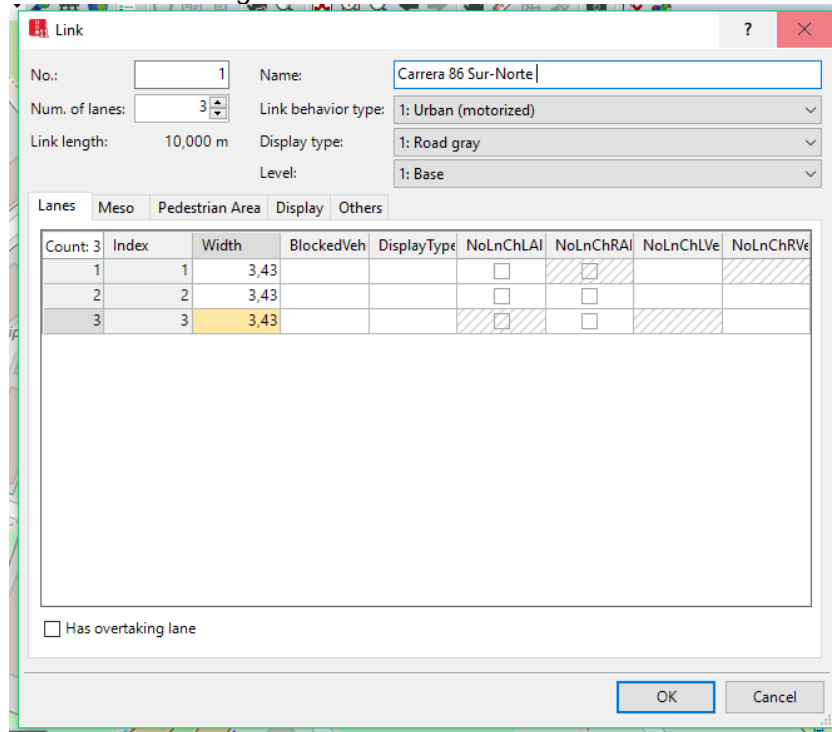 Link ?
No.: 1 Name: Carrera 86 Sur-Norte
Num. of lanes: 3 Link behavior type: 1: Urban (motorized)
Link length: 10,000 m Display type: 1: Road gray
Level: 1: Base
Lanes Meso Pedestrian Area Display Others
Count: 3 Index Width BlockedVeh DisplayType NoLnChLAl NoLnChRAl NoLnChLVe NoLnChRVe
1 1 3,43
2 2 3,43
3 3 3,43
Has overtaking lane
OK Cancel